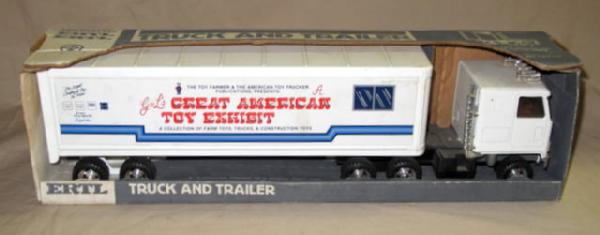 TRUCK AND TRAILER
THE TOY FARMER & THE AMERICAN TOY TRUCKER
PUBLICATIONS, PRESENTS:
GREAT AMERICAN
TOY EXHIBIT
A COLLECTION OF FARM TOYS, TRUCKS, & CONSTRUCTION TOYS
ERTL TRUCK AND TRAILER